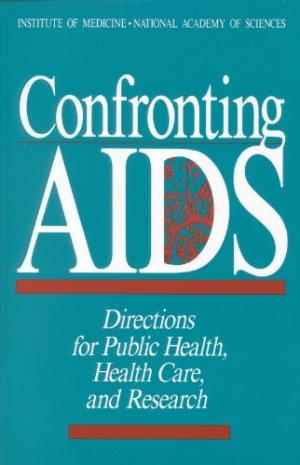 INSTITUTE OF MEDICINE • NATIONAL ACADEMY OF SCIENCES
Confronting
AIDS
Directions
for Public Health,
Health Care,
and Research